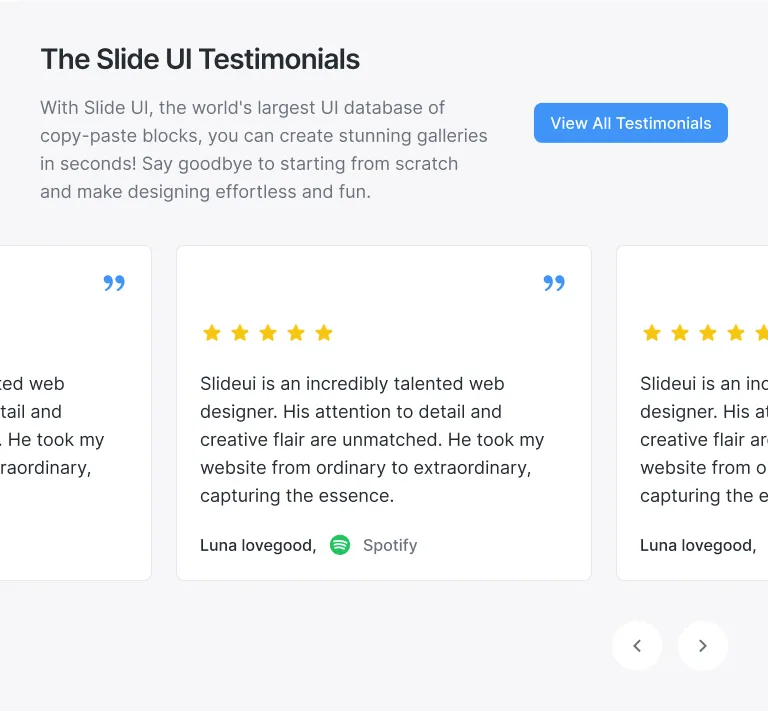 The Slide UI Testimonials
With Slide UI, the world's largest UI database of
copy-paste blocks, you can create stunning galleries
in seconds! Say goodbye to starting from scratch
and make designing effortless and fun.
View All Testimonials
web
tail and
. He took my
raordinary,
Slideui is an incredibly talented web
designer. His attention to detail and
creative flair are unmatched. He took my
website from ordinary to extraordinary,
capturing the essence.
Luna lovegood,
Spotify
Slideui is an inc
designer. His at
creative flair ar
website from o
capturing the e
Luna lovegood,